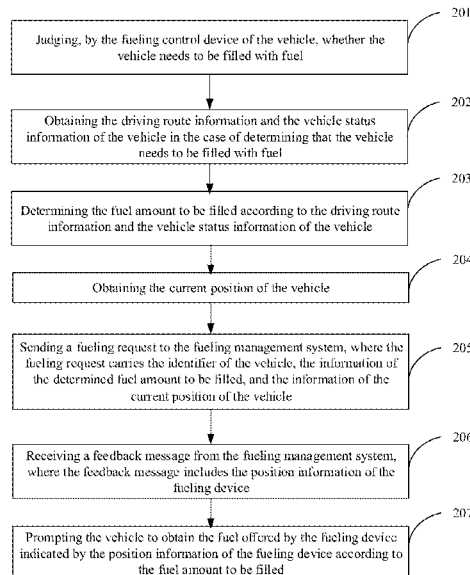 201
Judging, by the fueling control device of the vehicle, whether the
vehicle needs to be filled with fuel
202
Obtaining the driving route information and the vehicle status
information of the vehicle in the case of determining that the vehicle
needs to be filled with fuel
203
Determining the fuel amount to be filled according to the driving route
information and the vehicle status information of the vehicle
204
Obtaining the current position of the vehicle
205
Sending a fueling request to the fueling management system, where the
fueling request carries the identifier of the vehicle, the information of
the determined fuel amount to be filled, and the information of the
current position of the vehicle
206
Receiving a feedback message from the fueling management system,
where the feedback message includes the position information of the
fueling device
207
Prompting the vehicle to obtain the fuel offered by the fueling device
indicated by the position information of the fueling device according to
the fuel amount to be filled